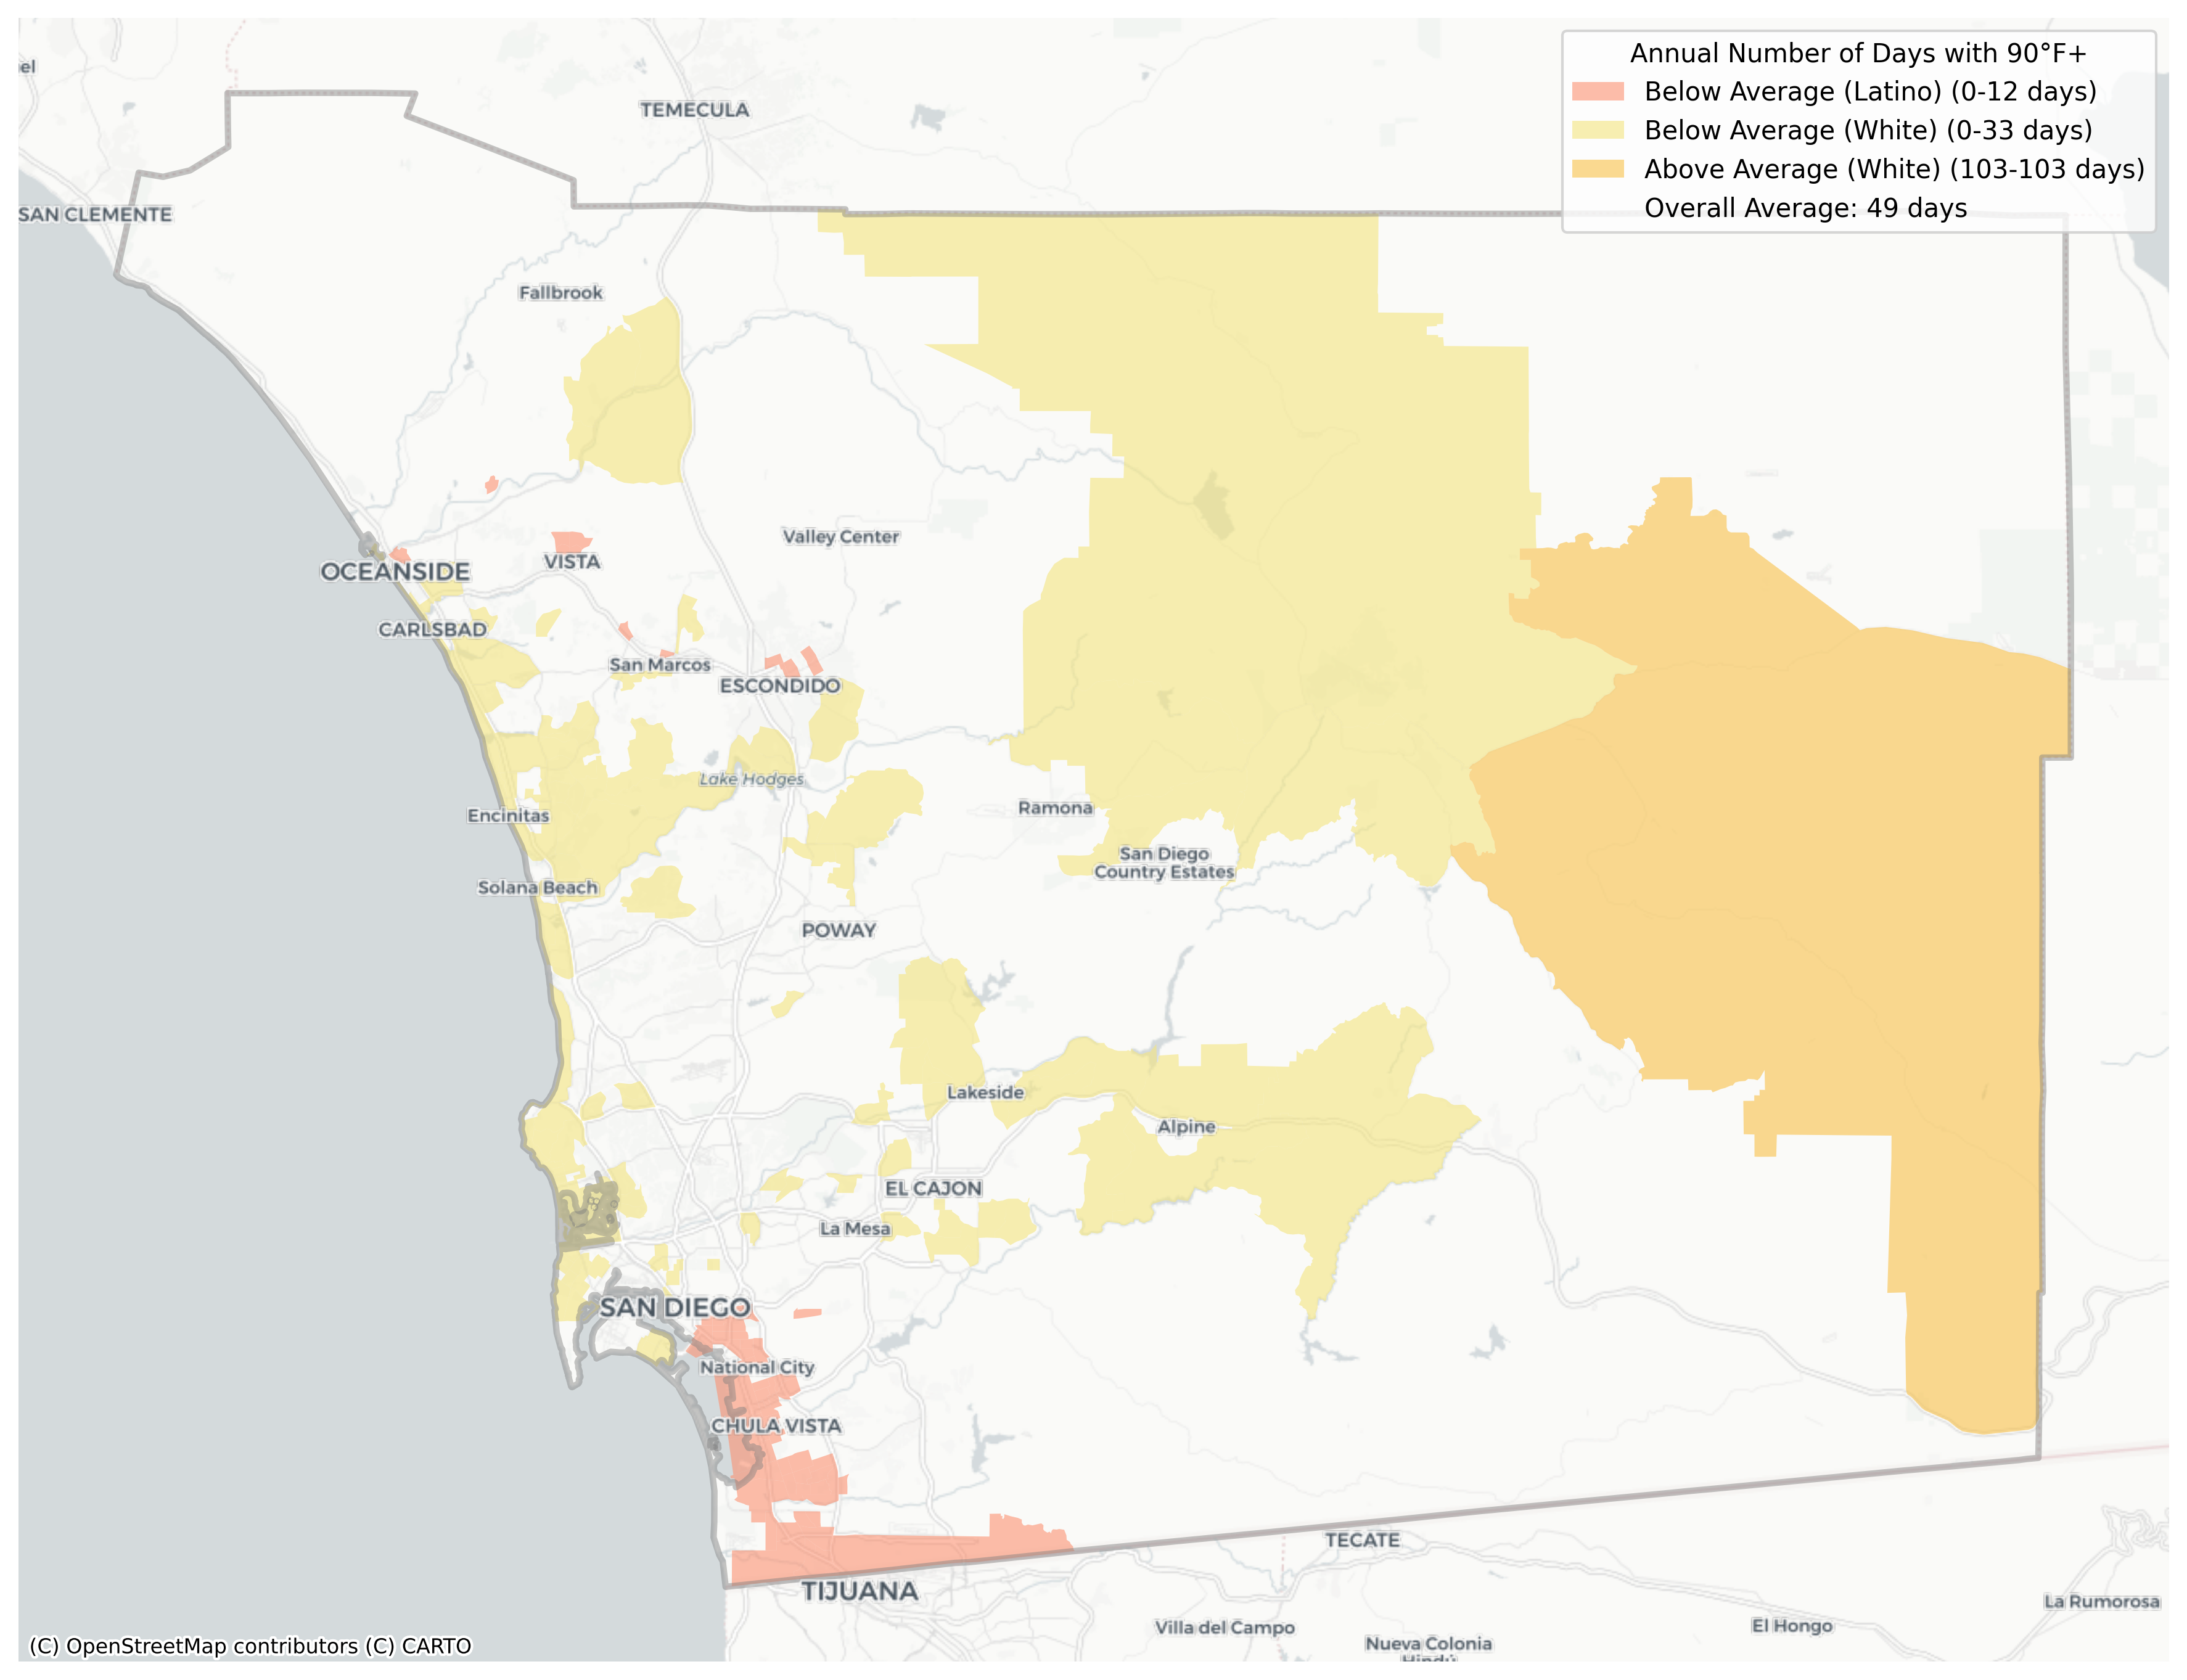 Annual Number of Days with 90°F+
Below Average (Latino) (0-12 days)
Below Average (White) (0-33 days)
Above Average (White) (103-103 days)
Overall Average: 49 days
el
TEMECULA
SAN CLEMENTE
Fallbrook
Valley Center
VISTA
OCEANSIDE
CARLSBAD
San Marcos
ESCONDIDO
Lake Hodges
Encinitas
Ramona
San Diego
Country Estates
Solana Beach
POWAY
Lakeside
Alpine
EL CAJON
La Mesa
SAN DIEGO
National City
CHULA VISTA
TECATE
TIJUANA
La Rumorosa
Villa del Campo
El Hongo
Nueva Colonia
Hindú
(C) OpenStreetMap contributors (C) CARTO